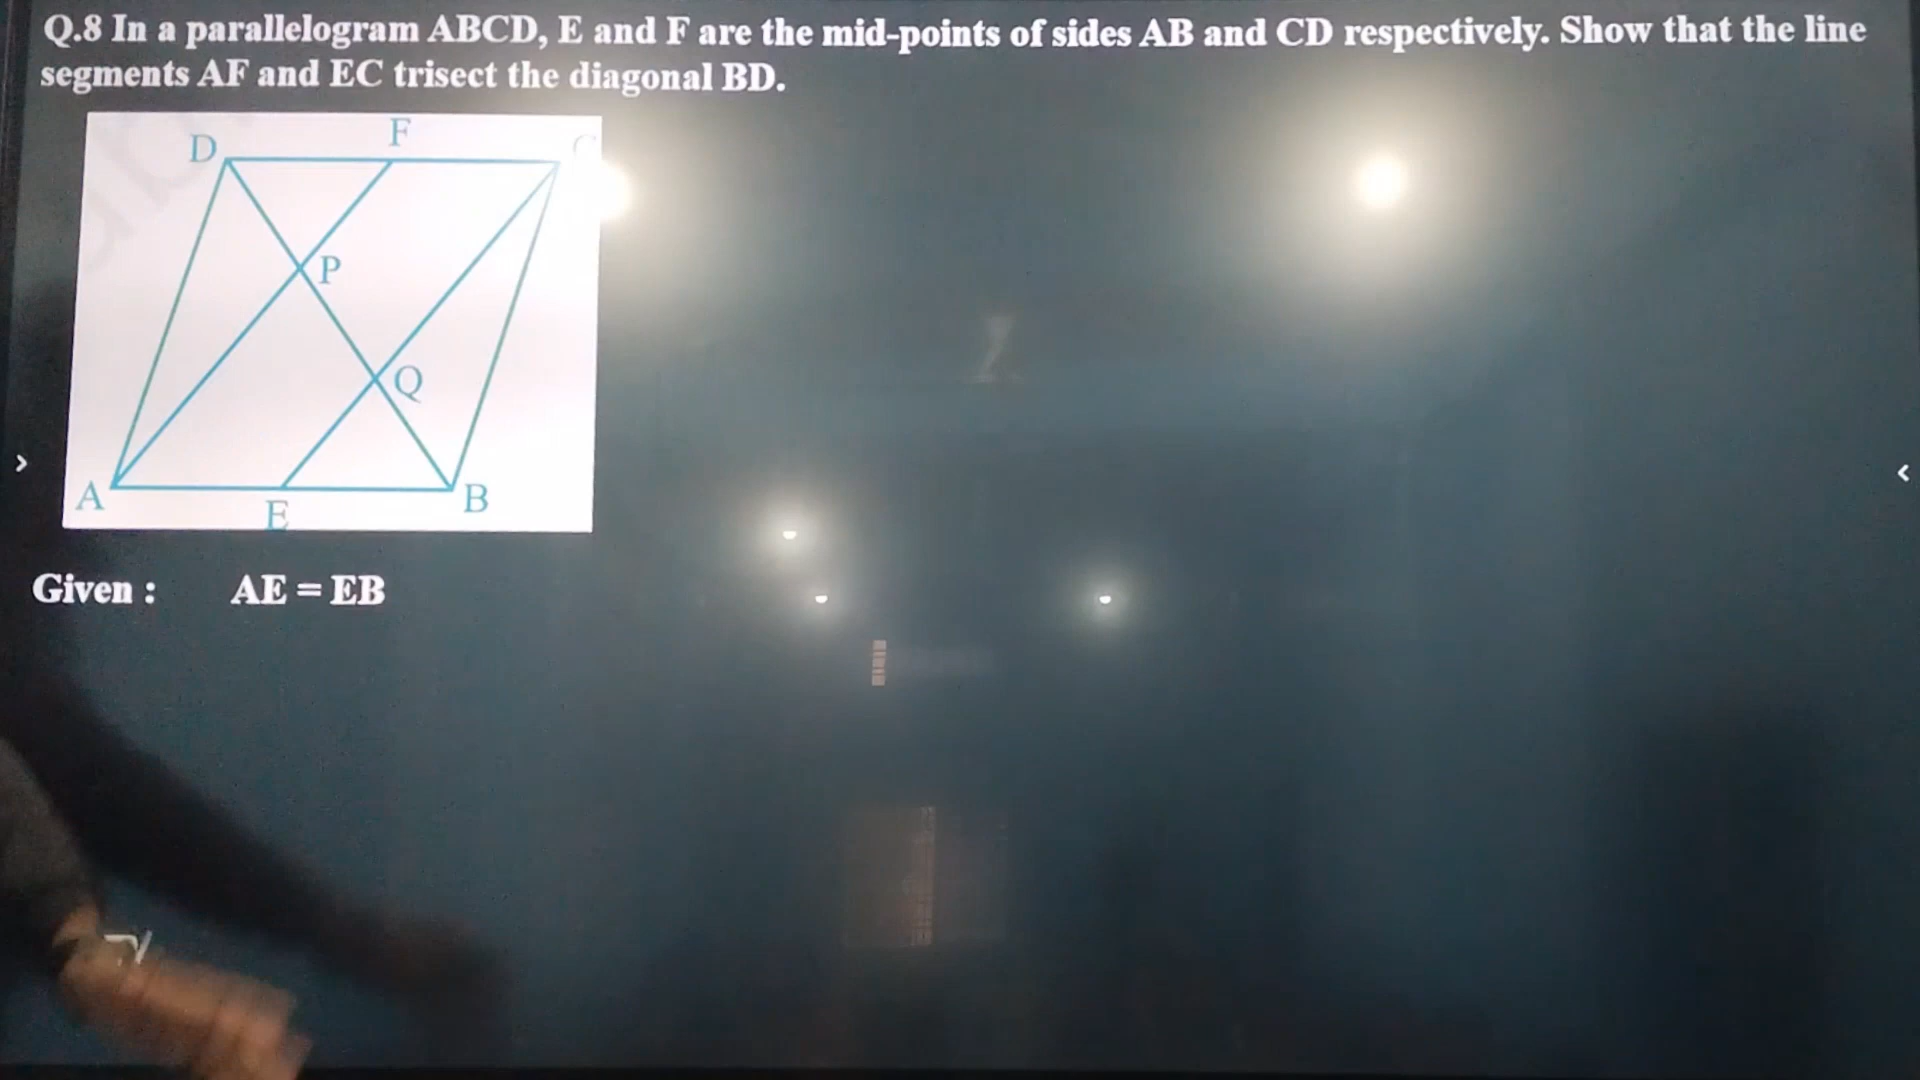 Q.8 In a parallelogram ABCD, E and F are the mid-points of sides AB and CD respectively. Show that the line
segments AF and EC trisect the diagonal BD.
D F C
P
Q
A E B
Given : AE = EB